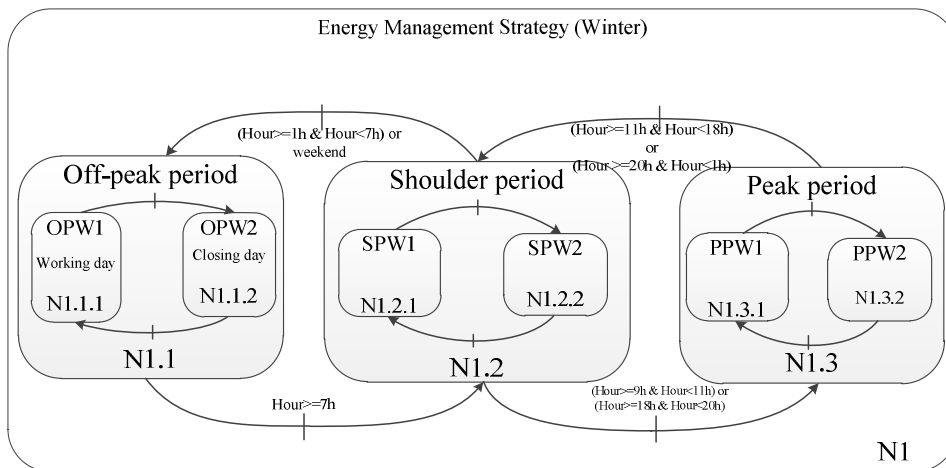 Energy Management Strategy (Winter)
(Hour>=1h & Hour<7h) or
weekend
(Hour>=11h & Hour<18h)
or
(Hour >=20h & Hour<1h)
Off-peak period
OPW1
Working day
N1.1.1
OPW2
Closing day
N1.1.2
N1.1
Shoulder period
SPW1
N1.2.1
SPW2
N1.2.2
N1.2
Peak period
PPW1
N1.3.1
PPW2
N1.3.2
N1.3
Hour>=7h
(Hour>=9h & Hour<11h) or
(Hour>=18h & Hour<20h)
N1